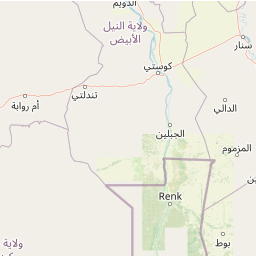 الدويم
ولاية النيل
الأبيض
سنار
كوستي
تندلتي
أم روابة
الدالي
الجبلين
المزموم
Renk
بوط
ولاية